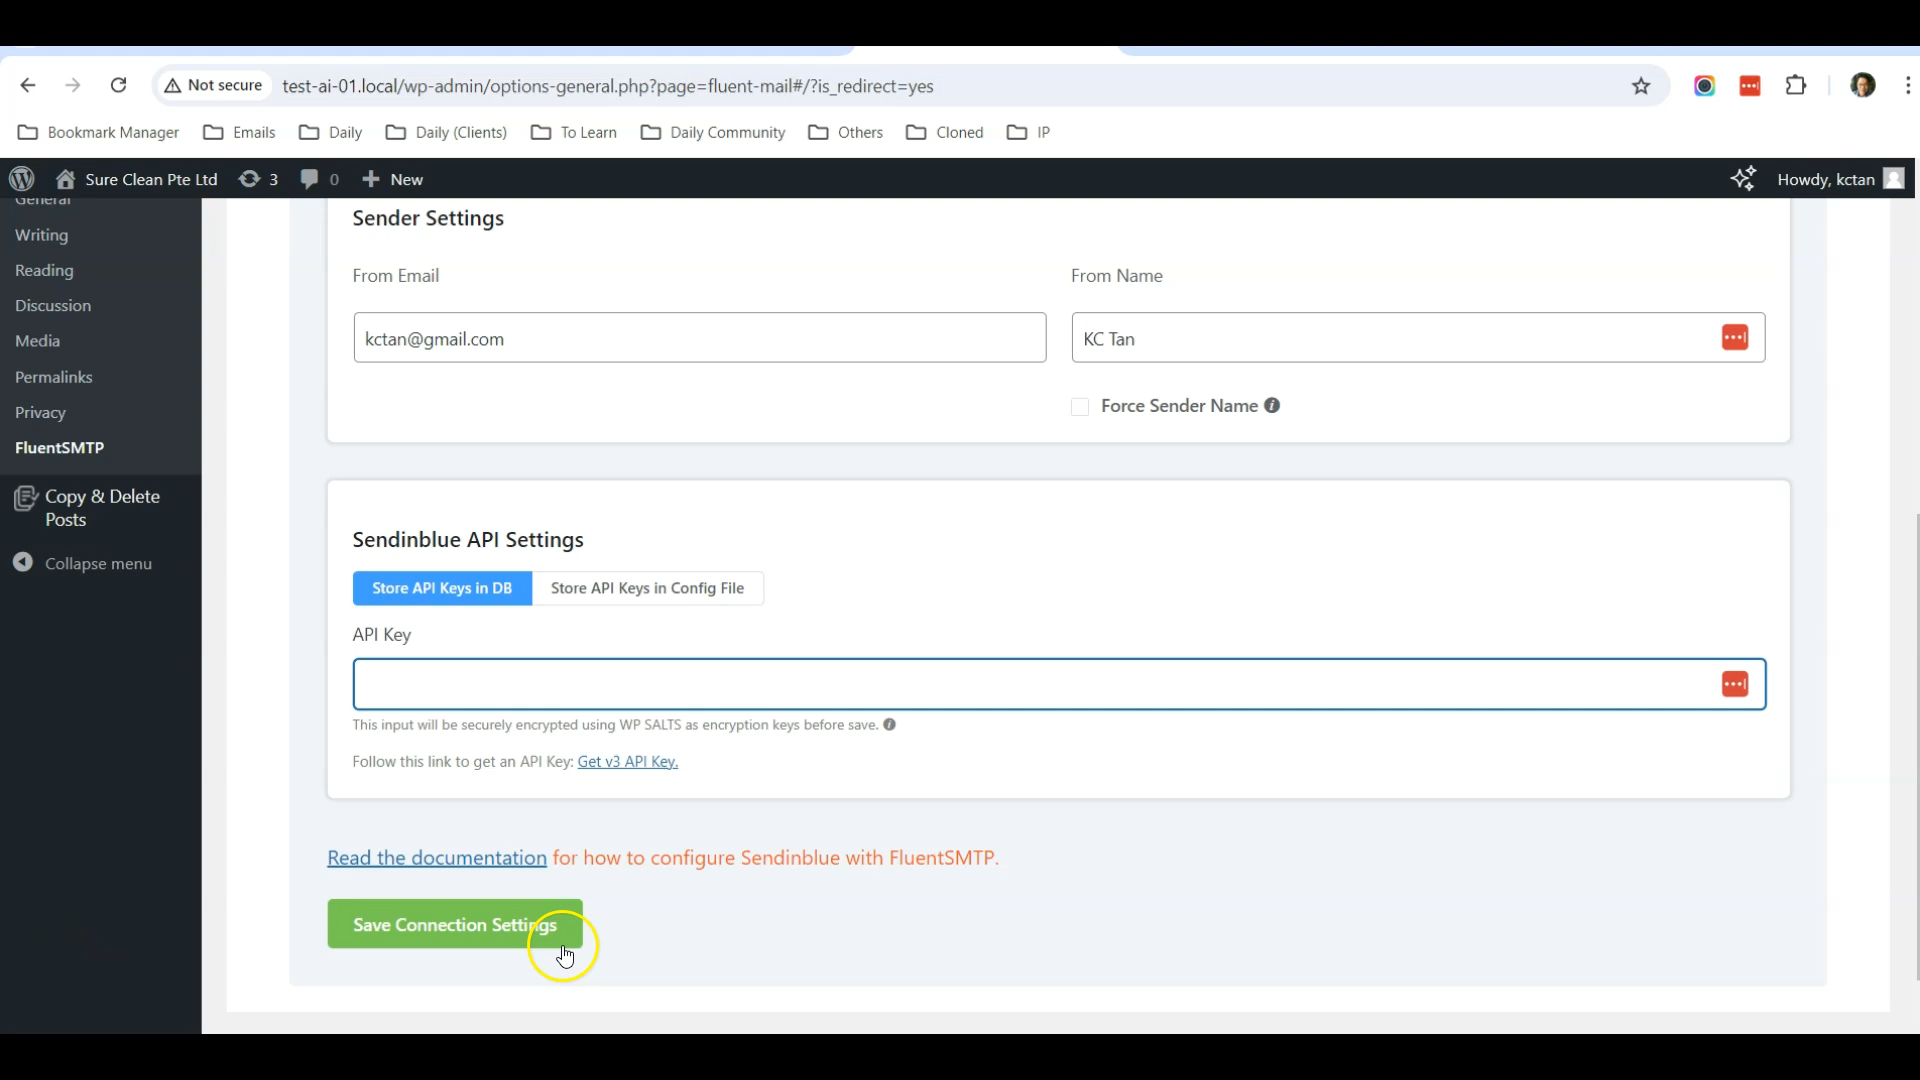 Not secure
test-ai-01.local/wp-admin/options-general.php?page=fluent-mail#/?is_redirect=yes
Bookmark Manager
Emails
Daily
Daily (Clients)
To Learn
Daily Community
Others
Cloned
IP
Sure Clean Pte Ltd
3
0
New
Howdy, kctan
General
Writing
Reading
Discussion
Media
Permalinks
Privacy
FluentSMTP
Copy & Delete
Posts
Collapse menu
Sender Settings
From Email
From Name
kctan@gmail.com
KC Tan
Force Sender Name
Sendinblue API Settings
Store API Keys in DB
Store API Keys in Config File
API Key
This input will be securely encrypted using WP SALTS as encryption keys before save.
Follow this link to get an API Key: Get v3 API Key.
Read the documentation for how to configure Sendinblue with FluentSMTP.
Save Connection Settings